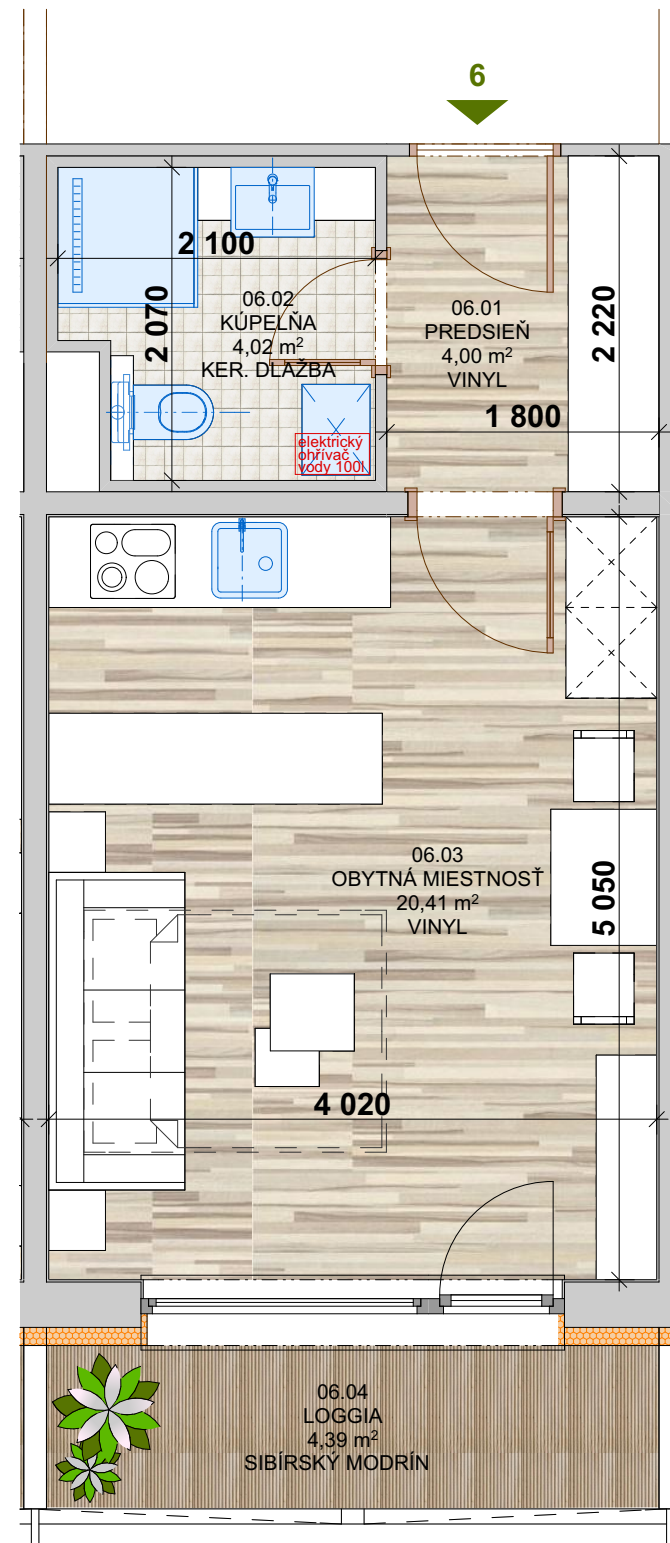 6
2 100
2 070
06.02
KÚPEĽŇA
4,02 m²
KER. DLAŽBA
elektrický
ohřívač
vody 100l
06.01
PREDSIEŇ
4,00 m²
VINYL
2 220
1 800
06.03
OBYTNÁ MIESTNOSŤ
20,41 m²
VINYL
5 050
4 020
06.04
LOGGIA
4,39 m²
SIBÍRSKÝ MODRÍN